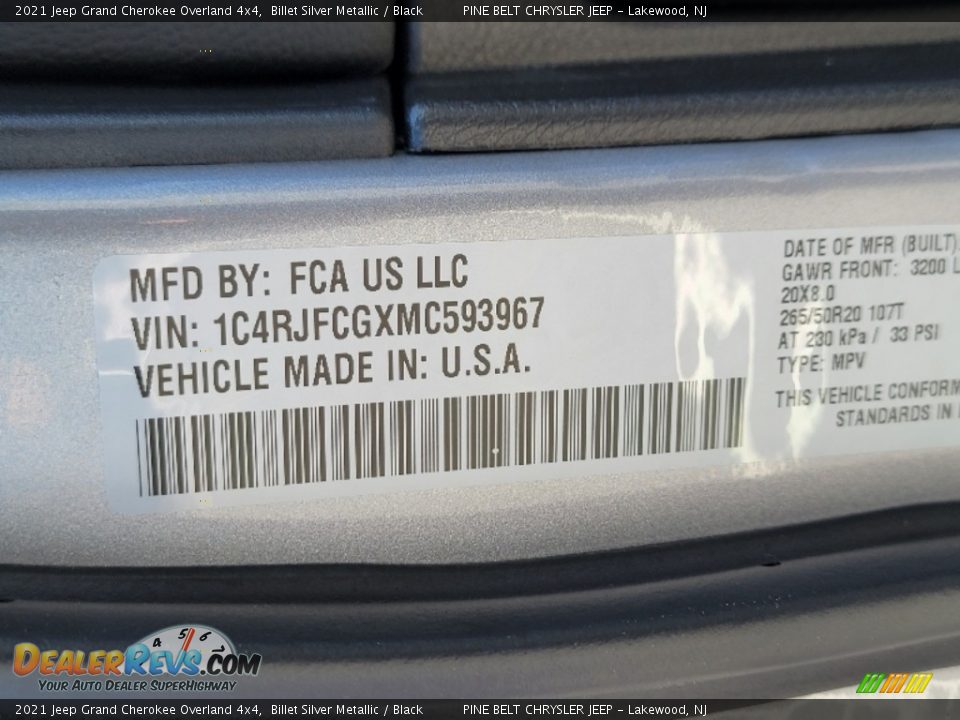 2021 Jeep Grand Cherokee Overland 4x4, Billet Silver Metallic / Black PINE BELT CHRYSLER JEEP - Lakewood, NJ
MFD BY: FCA US LLC
VIN: 1C4RJFCGXMC593967
VEHICLE MADE IN: U.S.A.
DATE OF MFR (BUILT)
GAWR FRONT: 3200 L
20X8.0
265/50R20 107T
AT 230 kPa / 33 PSI
TYPE: MPV
THIS VEHICLE CONFORM
STANDARDS IN
4 5 6
DEALERREVS.COM
YOUR AUTO DEALER SUPERHIGHWAY
2021 Jeep Grand Cherokee Overland 4x4, Billet Silver Metallic / Black PINE BELT CHRYSLER JEEP - Lakewood, NJ